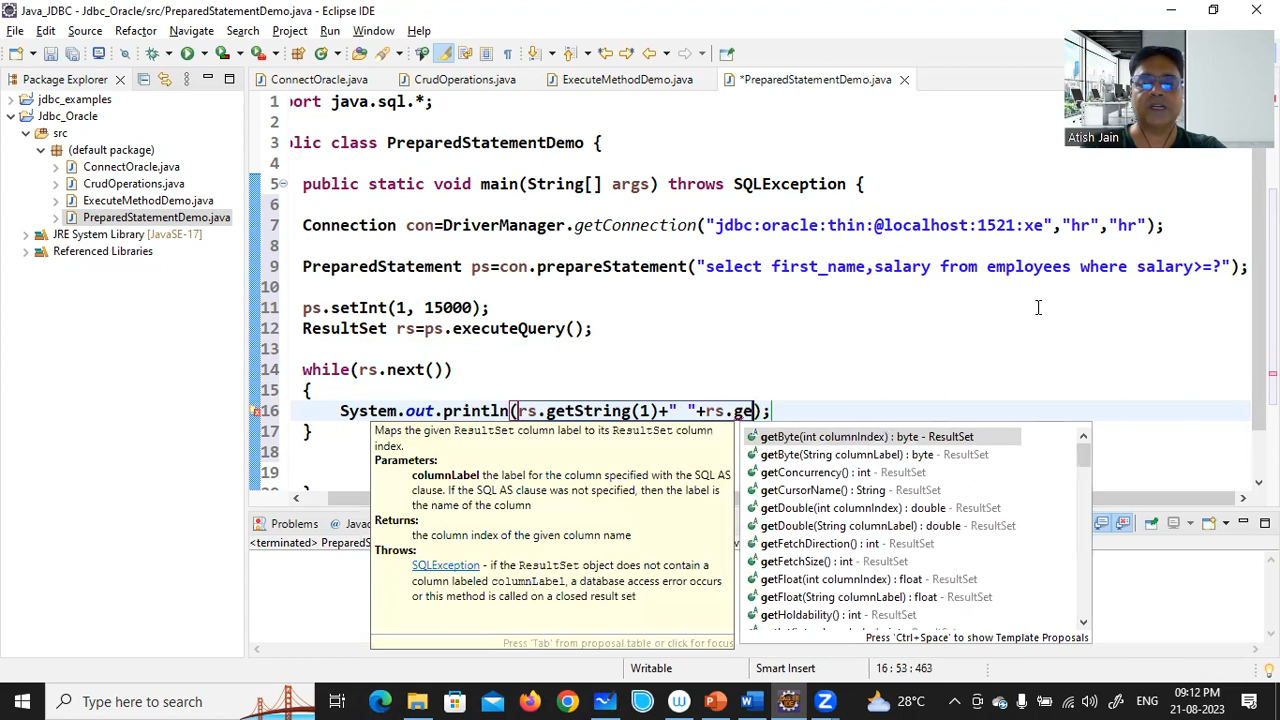 Java_JDBC - Jdbc_Oracle/src/PreparedStatementDemo.java - Eclipse IDE
File Edit Source Refactor Navigate Search Project Run Window Help
Package Explorer
ConnectOracle.java
CrudOperations.java
ExecuteMethodDemo.java
*PreparedStatementDemo.java
Atish Jain
jdbc_examples
Jdbc_Oracle
src
(default package)
ConnectOracle.java
CrudOperations.java
ExecuteMethodDemo.java
PreparedStatementDemo.java
JRE System Library [JavaSE-17]
Referenced Libraries
1 port java.sql.*;
2
3 blic class PreparedStatementDemo {
4
5 public static void main(String[] args) throws SQLException {
6
7 Connection con=DriverManager.getConnection("jdbc:oracle:thin:@localhost:1521:xe","hr","hr");
8
9 PreparedStatement ps=con.prepareStatement("select first_name,salary from employees where salary>=?");
10
11 ps.setInt(1, 15000);
12 ResultSet rs=ps.executeQuery();
13
14 while(rs.next())
15 {
16 System.out.println(rs.getString(1)+" "+rs.ge);
17 }
18
19
Maps the given ResultSet column label to its ResultSet column
index.
Parameters:
columnLabel the label for the column specified with the SQL AS
clause. If the SQL AS clause was not specified, then the label is
the name of the column
Returns:
the column index of the given column name
Throws:
SQLException - if the ResultSet object does not contain a
column labeled columnLabel, a database access error occurs
or this method is called on a closed result set
Press 'Tab' from proposal table or click for focus
getByte(int columnIndex) : byte - ResultSet
getByte(String columnLabel) : byte - ResultSet
getConcurrency() : int - ResultSet
getCursorName() : String - ResultSet
getDouble(int columnIndex) : double - ResultSet
getDouble(String columnLabel) : double - ResultSet
getFetchDirection() : int - ResultSet
getFetchSize() : int - ResultSet
getFloat(int columnIndex) : float - ResultSet
getFloat(String columnLabel) : float - ResultSet
getHoldability() : int - ResultSet
Press 'Ctrl+Space' to show Template Proposals
Problems
Javac
<terminated> PreparedS
Writable
Smart Insert
16 : 53 : 463
Type here to search
28°C
09:12 PM
21-08-2023